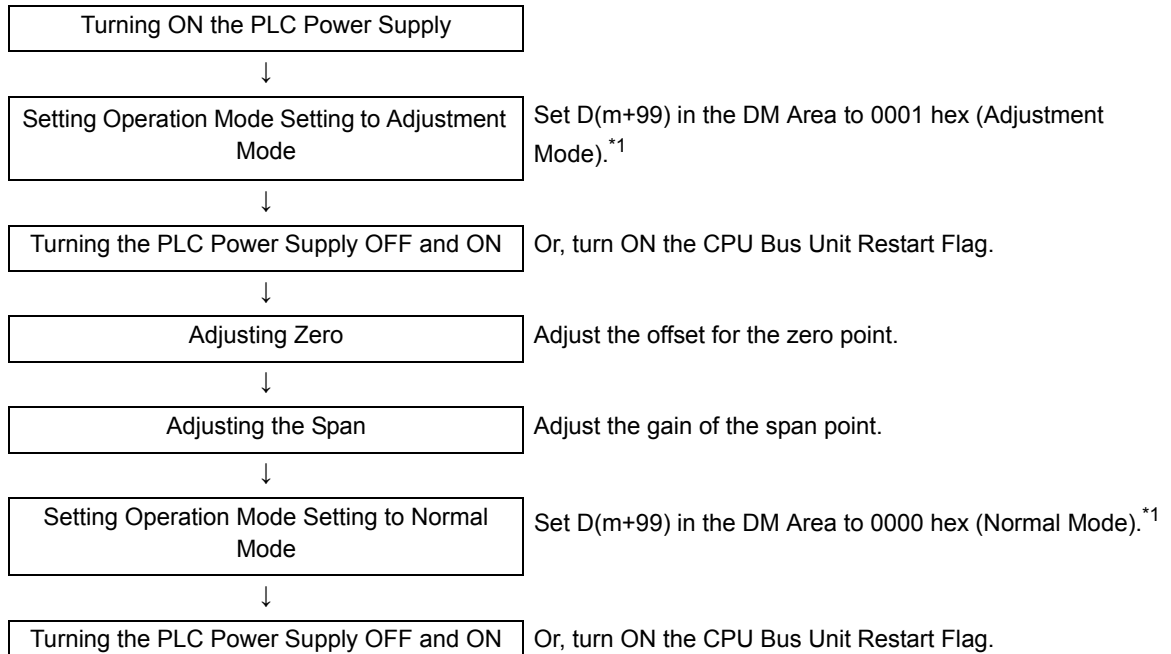 Turning ON the PLC Power Supply
↓
Setting Operation Mode Setting to Adjustment
Mode
Set D(m+99) in the DM Area to 0001 hex (Adjustment
Mode).*1
↓
Turning the PLC Power Supply OFF and ON
Or, turn ON the CPU Bus Unit Restart Flag.
↓
Adjusting Zero
Adjust the offset for the zero point.
↓
Adjusting the Span
Adjust the gain of the span point.
↓
Setting Operation Mode Setting to Normal
Mode
Set D(m+99) in the DM Area to 0000 hex (Normal Mode).*1
↓
Turning the PLC Power Supply OFF and ON
Or, turn ON the CPU Bus Unit Restart Flag.